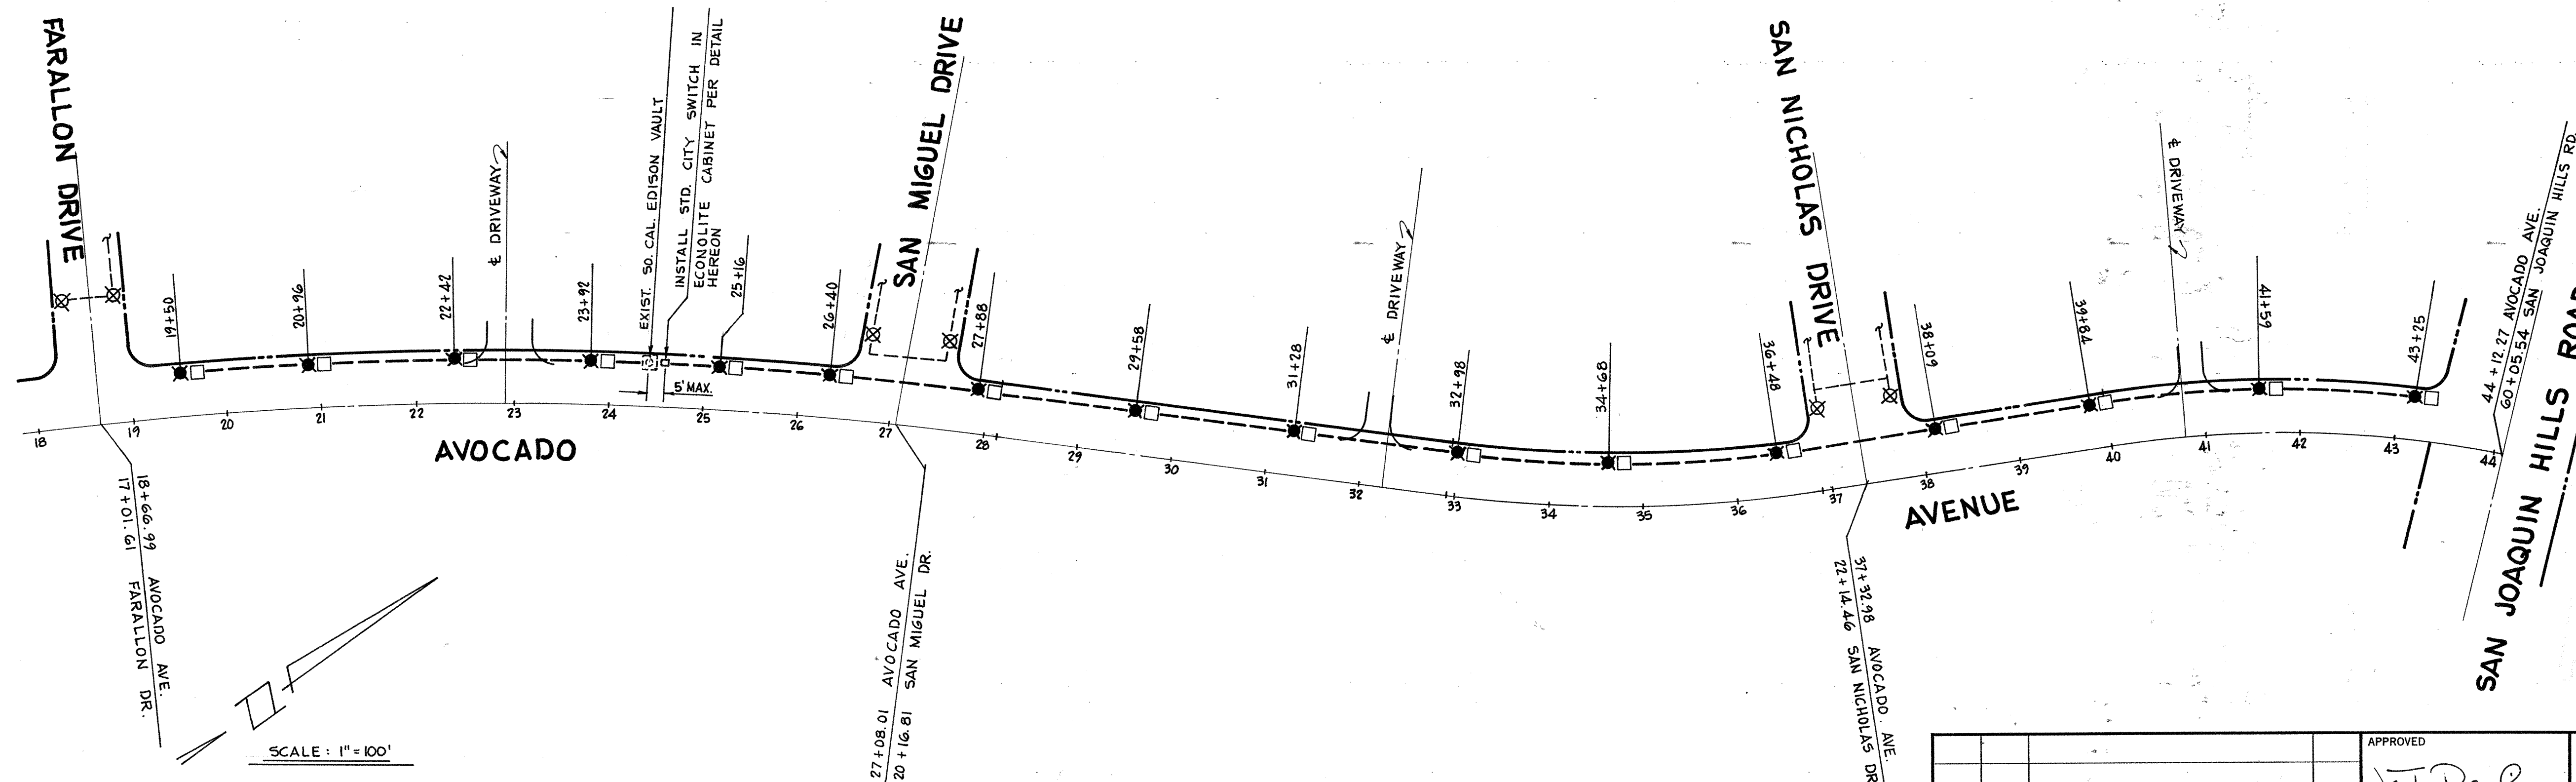 FARALLON DRIVE
SAN MIGUEL DRIVE
SAN NICHOLAS DRIVE
SAN JOAQUIN HILLS ROAD
℄ DRIVEWAY
EXIST. SO. CAL. EDISON VAULT
INSTALL STD. CITY SWITCH IN
ECONOLITE CABINET PER DETAIL
HEREON
℄ DRIVEWAY
℄ DRIVEWAY
19+50
20+96
22+42
23+92
25+16
26+40
27+88
29+58
31+28
32+98
34+68
36+48
38+09
39+84
41+59
43+25
44+12.27 AVOCADO AVE.
60+05.54 SAN JOAQUIN HILLS RD.
5' MAX.
18 19 20 21 22 23 24 25 26 27 28 29 30 31 32 33 34 35 36 37 38 39 40 41 42 43 44
AVOCADO AVENUE
18+66.99 AVOCADO AVE.
17+01.61 FARALLON DR.
27+08.01 AVOCADO AVE.
20+16.81 SAN MIGUEL DR.
37+32.98 AVOCADO AVE.
22+14.46 SAN NICHOLAS DR
SCALE: 1"=100'
APPROVED